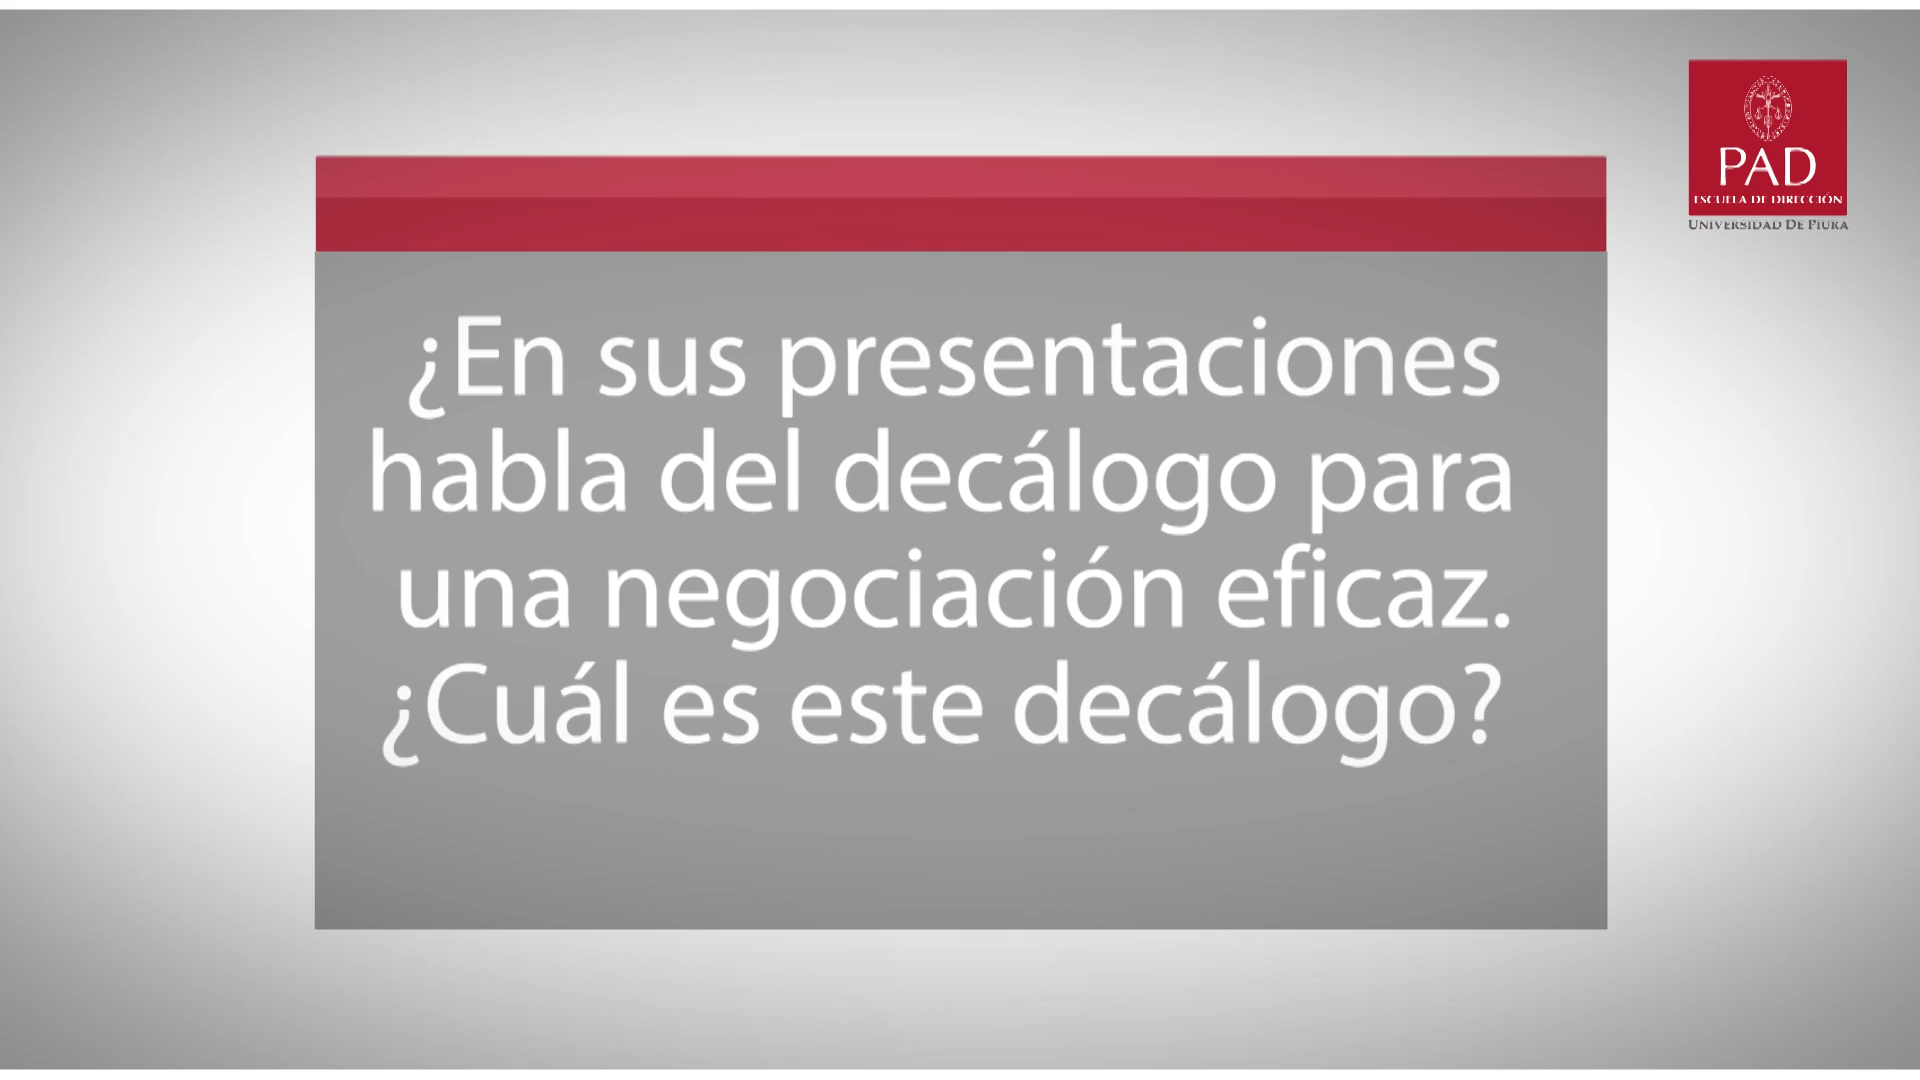 PAD
ESCUELA DE DIRECCIÓN
UNIVERSIDAD DE PIURA
¿En sus presentaciones
habla del decálogo para
una negociación eficaz.
¿Cuál es este decálogo?